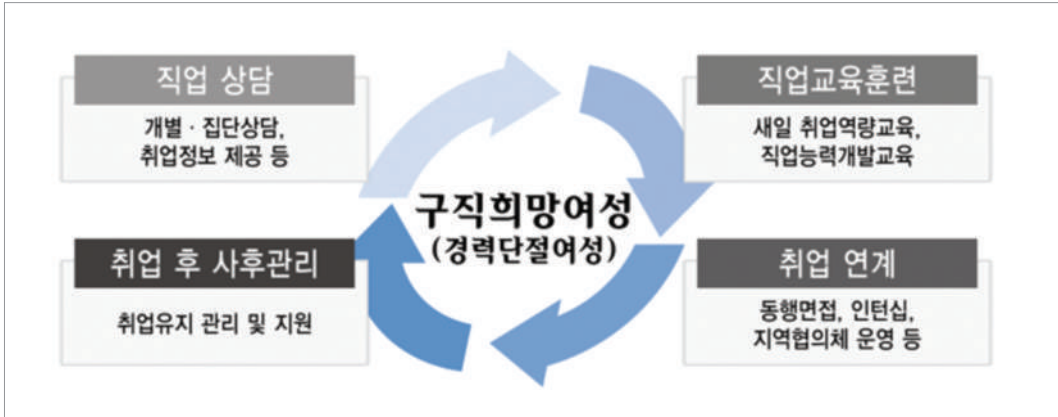 직업 상담
개별 · 집단상담,
취업정보 제공 등
직업교육훈련
새일 취업역량교육,
직업능력개발교육
구직희망여성
(경력단절여성)
취업 후 사후관리
취업유지 관리 및 지원
취업 연계
동행면접, 인턴십,
지역협의체 운영 등